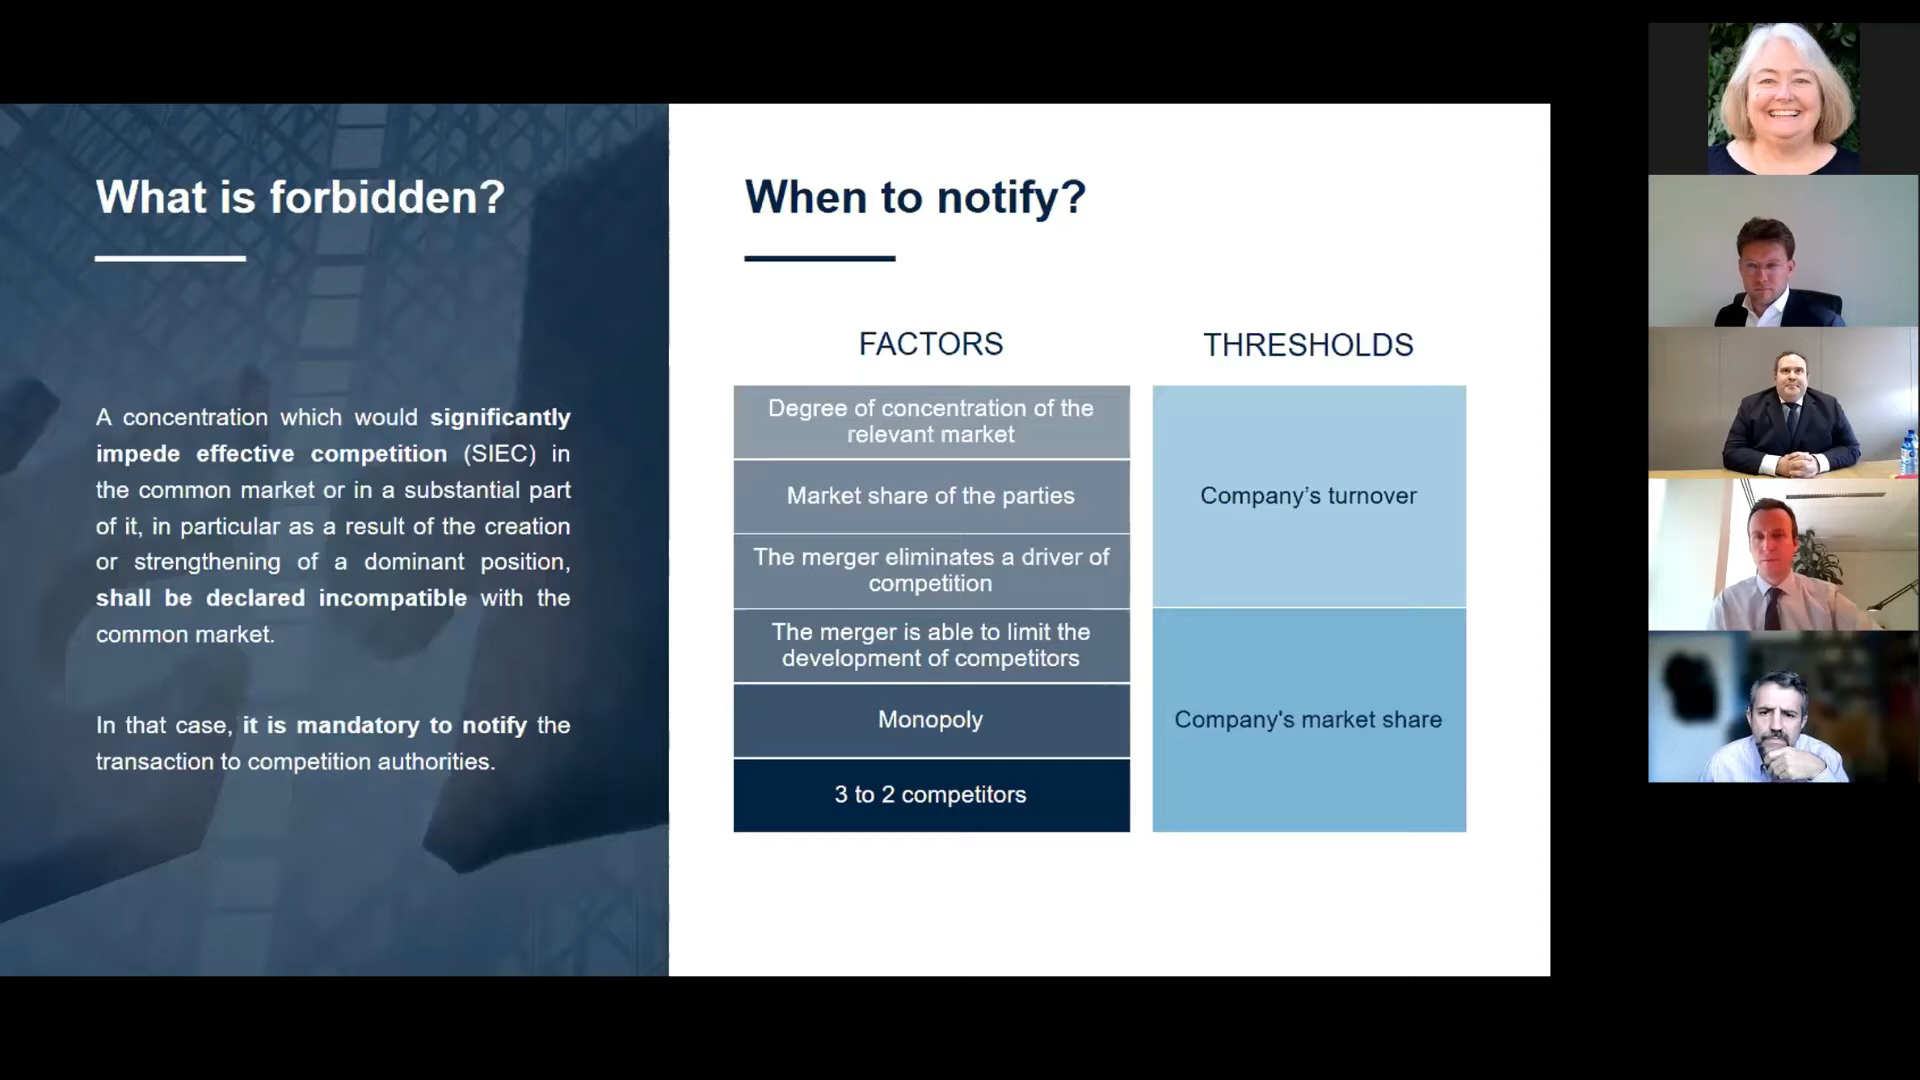 What is forbidden?
A concentration which would significantly
impede effective competition (SIEC) in
the common market or in a substantial part
of it, in particular as a result of the creation
or strengthening of a dominant position,
shall be declared incompatible with the
common market.
In that case, it is mandatory to notify the
transaction to competition authorities.
When to notify?
FACTORS
Degree of concentration of the
relevant market
Market share of the parties
The merger eliminates a driver of
competition
The merger is able to limit the
development of competitors
Monopoly
3 to 2 competitors
THRESHOLDS
Company’s turnover
Company's market share